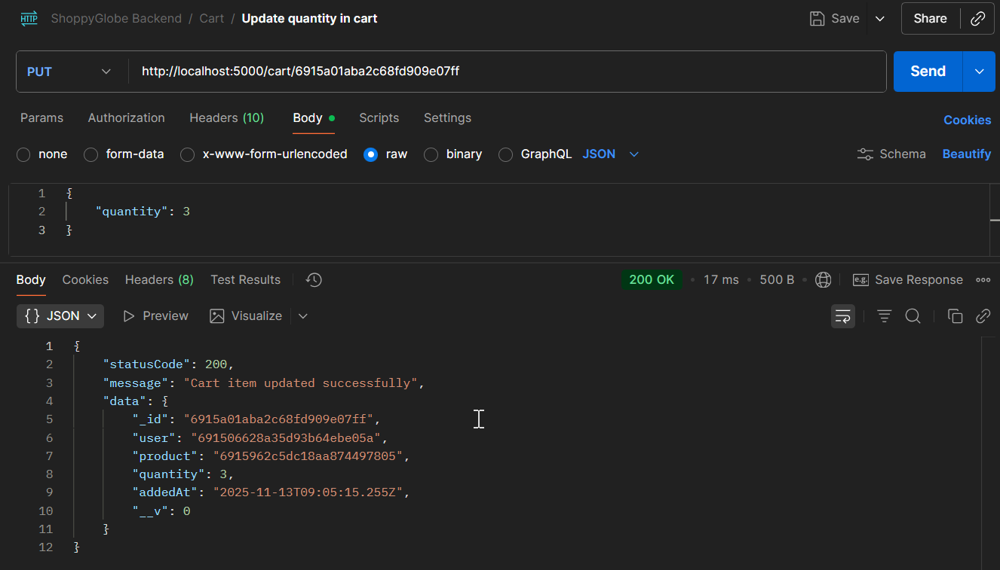 HTTP ShoppyGlobe Backend / Cart / Update quantity in cart Save Share
PUT http://localhost:5000/cart/6915a01aba2c68fd909e07ff Send
Params Authorization Headers (10) Body Scripts Settings Cookies
none form-data x-www-form-urlencoded raw binary GraphQL JSON Schema Beautify
1 {
2 "quantity": 3
3 }
Body Cookies Headers (8) Test Results 200 OK • 17 ms • 500 B • e.g. Save Response
{} JSON Preview Visualize
1 {
2 "statusCode": 200,
3 "message": "Cart item updated successfully",
4 "data": {
5 "_id": "6915a01aba2c68fd909e07ff",
6 "user": "691506628a35d93b64ebe05a",
7 "product": "6915962c5dc18aa874497805",
8 "quantity": 3,
9 "addedAt": "2025-11-13T09:05:15.255Z",
10 "__v": 0
11 }
12 }